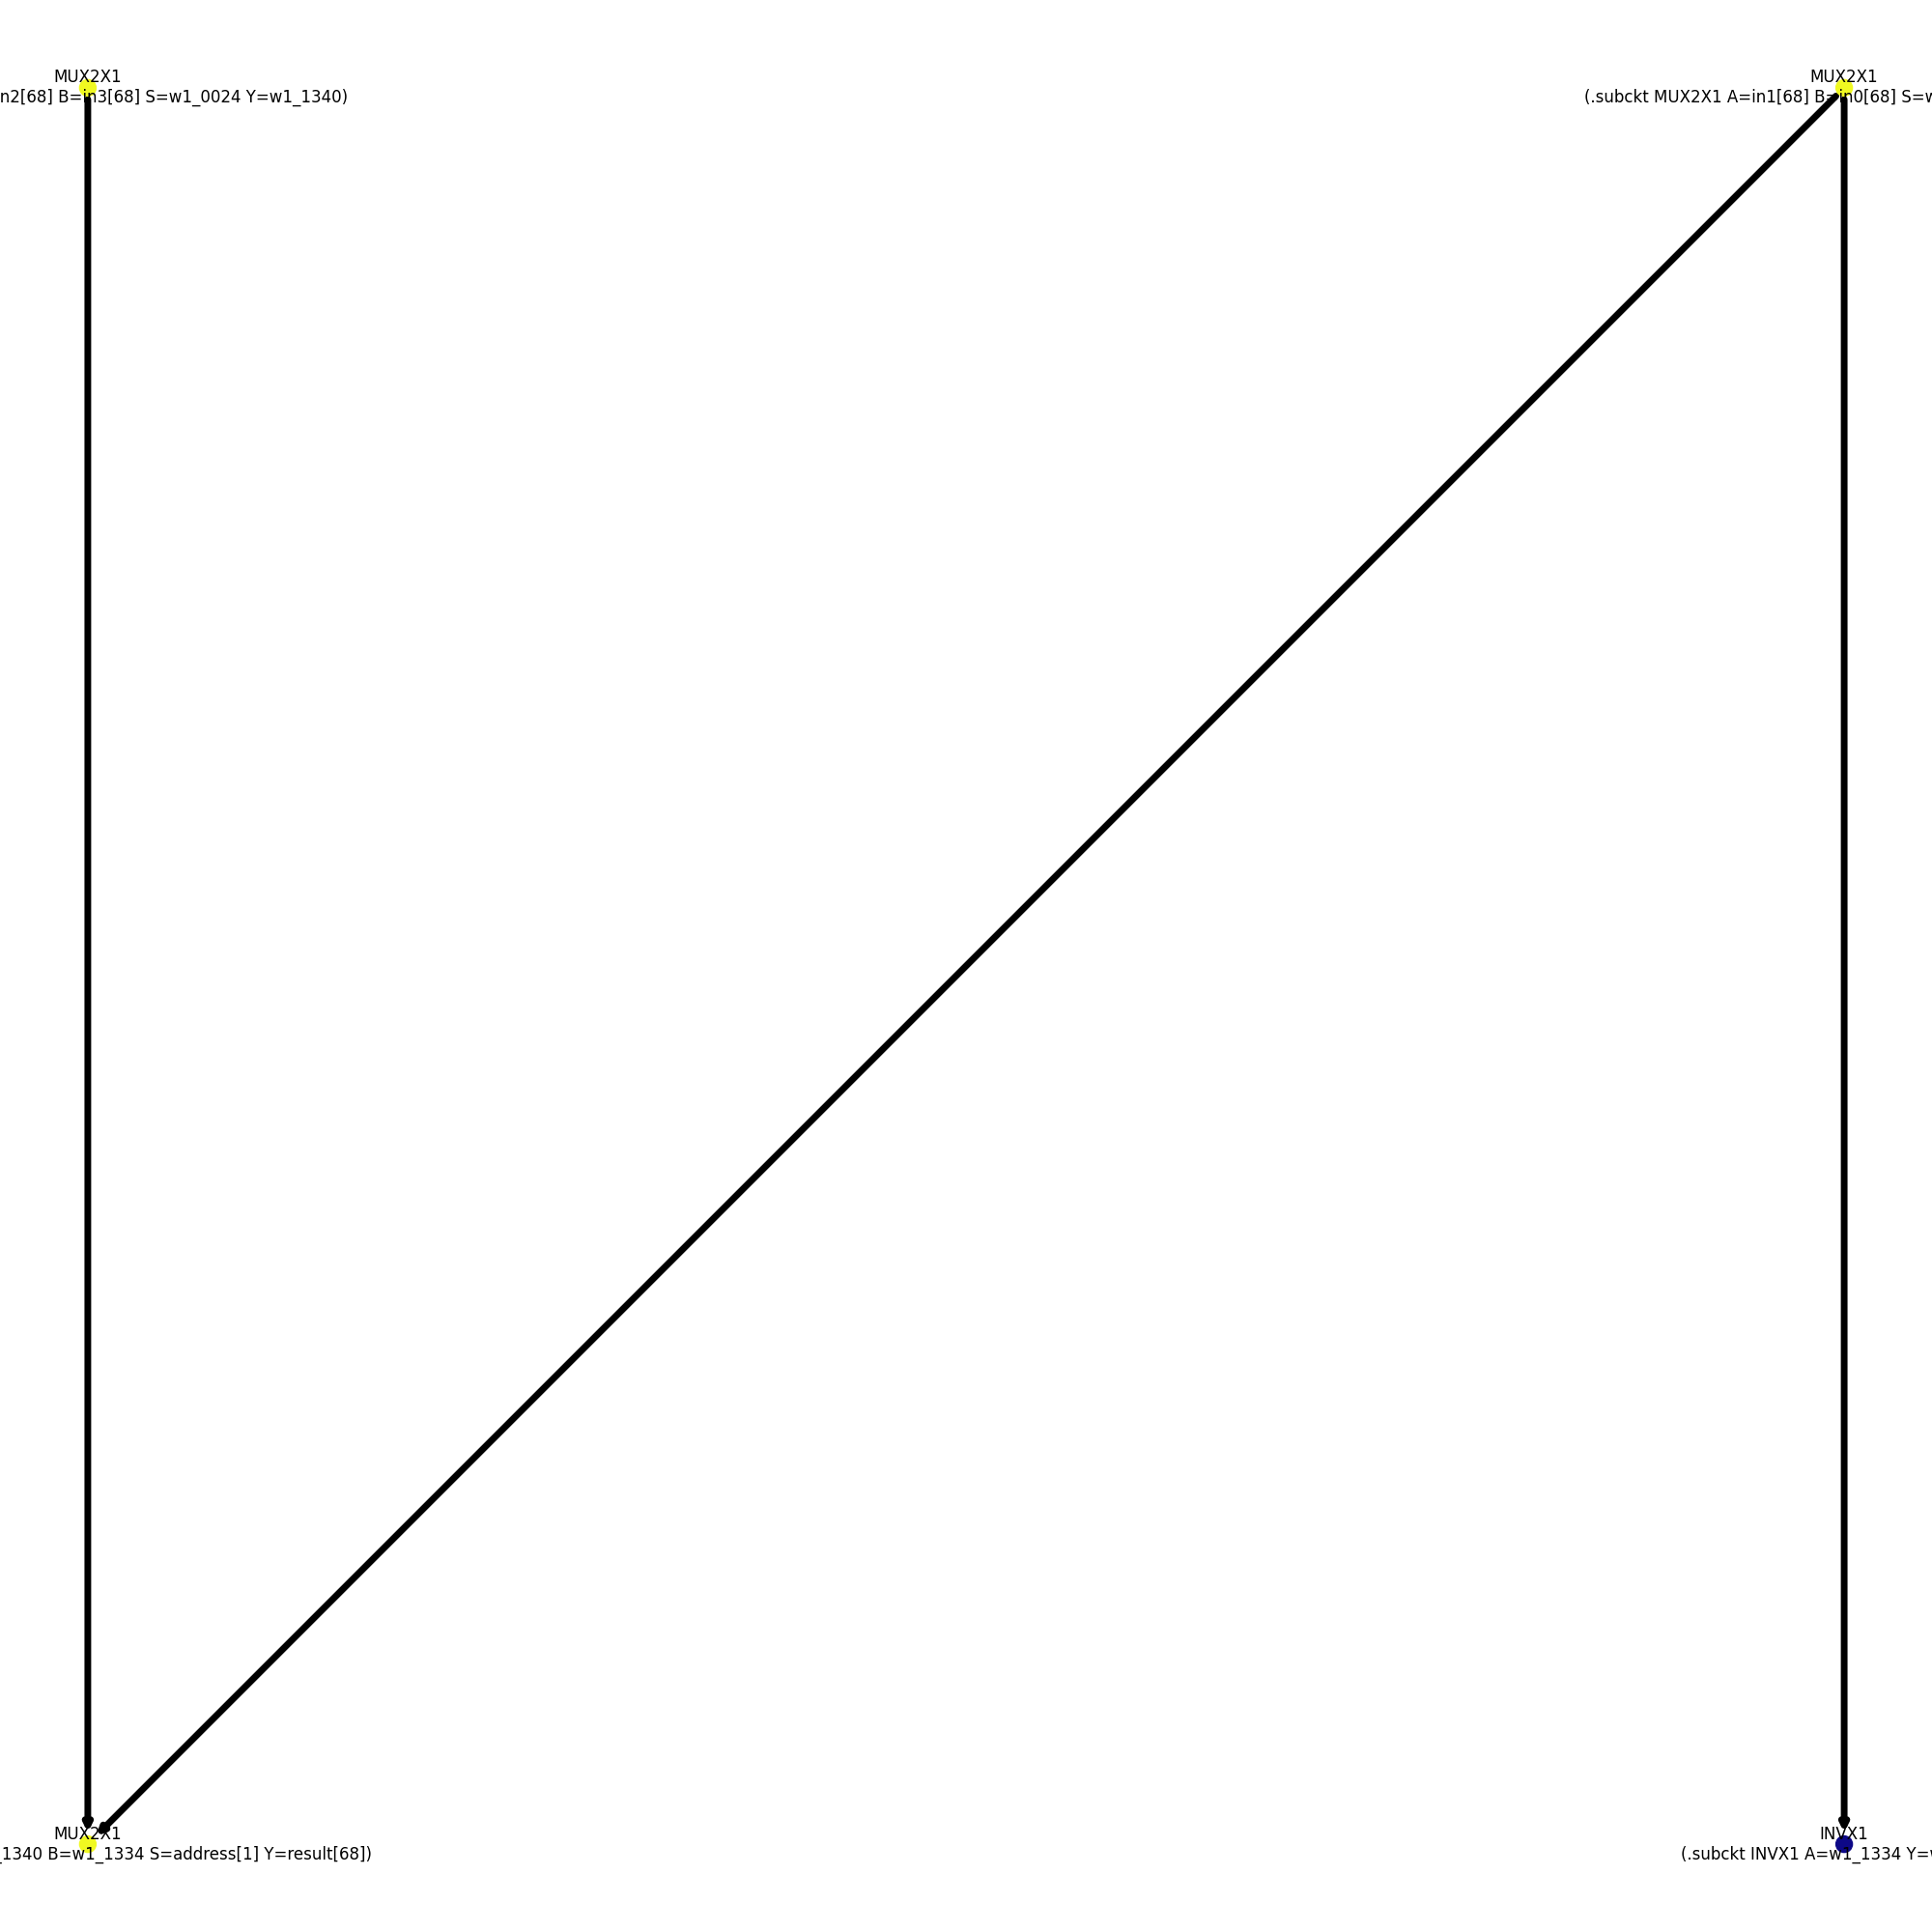 MUX2X1
n2[68] B=in3[68] S=w1_0024 Y=w1_1340)
MUX2X1
(.subckt MUX2X1 A=in1[68] B=in0[68] S=w
MUX2X1
_1340 B=w1_1334 S=address[1] Y=result[68])
INVX1
(.subckt INVX1 A=w1_1334 Y=w